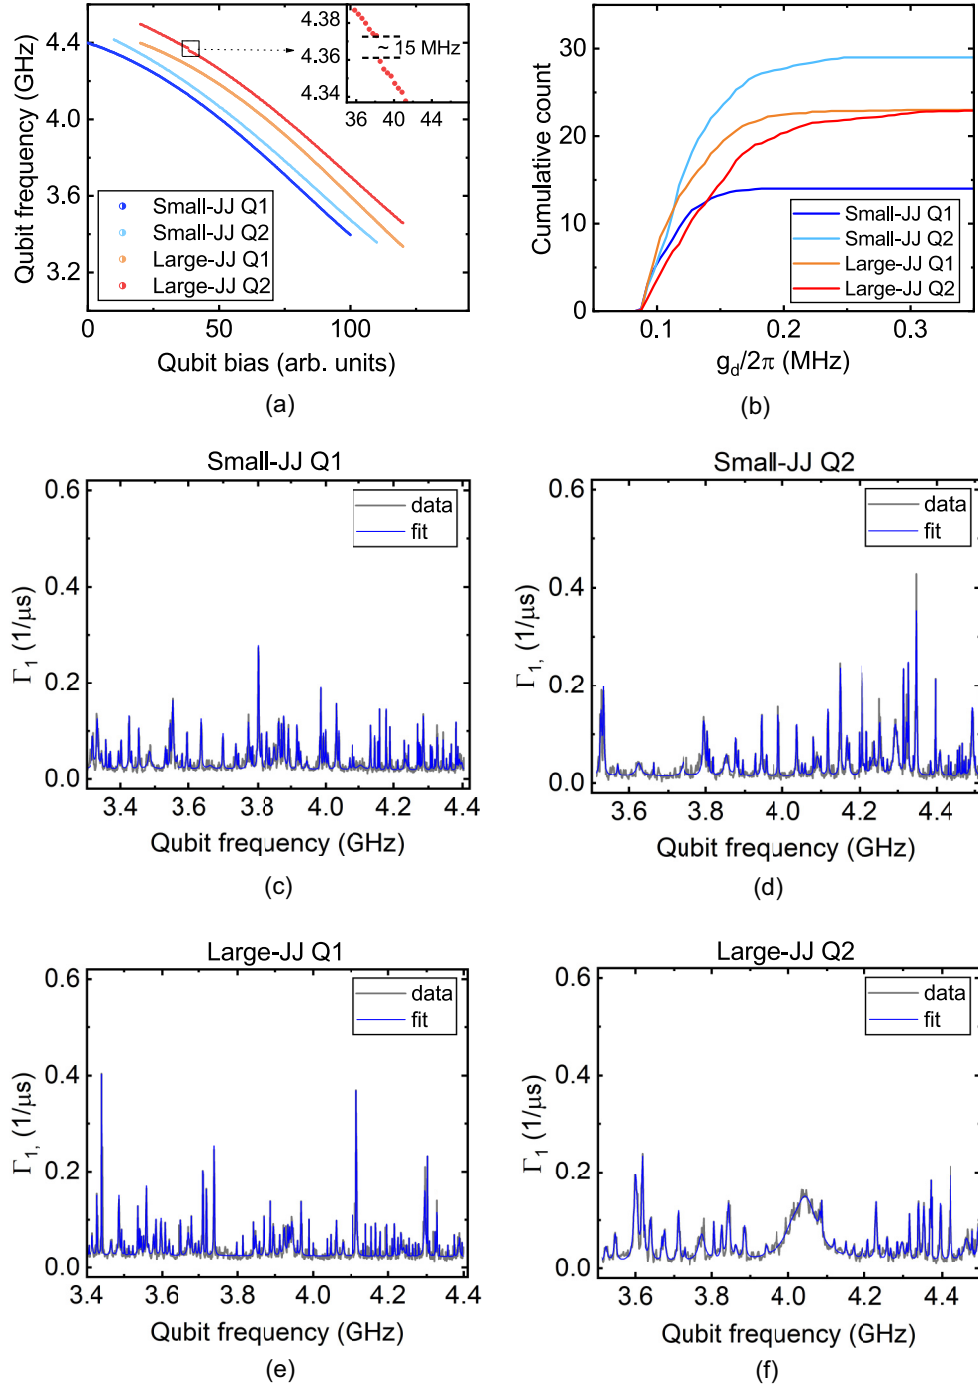 Qubit frequency (GHz)
4.4
4.0
3.6
3.2
0
50
100
Qubit bias (arb. units)
4.38
4.36
4.34
~ 15 MHz
36
40
44
Small-JJ Q1
Small-JJ Q2
Large-JJ Q1
Large-JJ Q2
(a)
Cumulative count
30
20
10
0
0.1
0.2
0.3
g_d/2π (MHz)
Small-JJ Q1
Small-JJ Q2
Large-JJ Q1
Large-JJ Q2
(b)
Small-JJ Q1
Γ1, (1/μs)
0.6
0.4
0.2
0.0
data
fit
3.4
3.6
3.8
4.0
4.2
4.4
Qubit frequency (GHz)
(c)
Small-JJ Q2
Γ1, (1/μs)
0.6
0.4
0.2
0.0
data
fit
3.6
3.8
4.0
4.2
4.4
Qubit frequency (GHz)
(d)
Large-JJ Q1
Γ1, (1/μs)
0.6
0.4
0.2
0.0
data
fit
3.4
3.6
3.8
4.0
4.2
4.4
Qubit frequency (GHz)
(e)
Large-JJ Q2
Γ1 (1/μs)
0.6
0.4
0.2
0.0
data
fit
3.6
3.8
4.0
4.2
4.4
Qubit frequency (GHz)
(f)